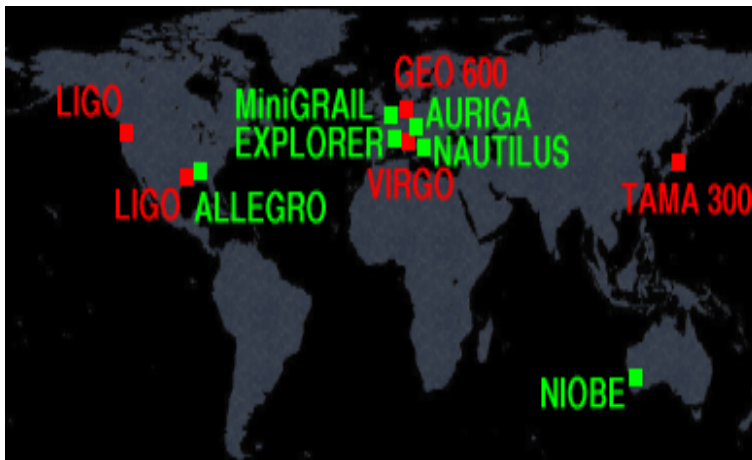 GEO 600
LIGO
MiniGRAIL
AURIGA
EXPLORER
NAUTILUS
VIRGO
LIGO
ALLEGRO
TAMA 300
NIOBE